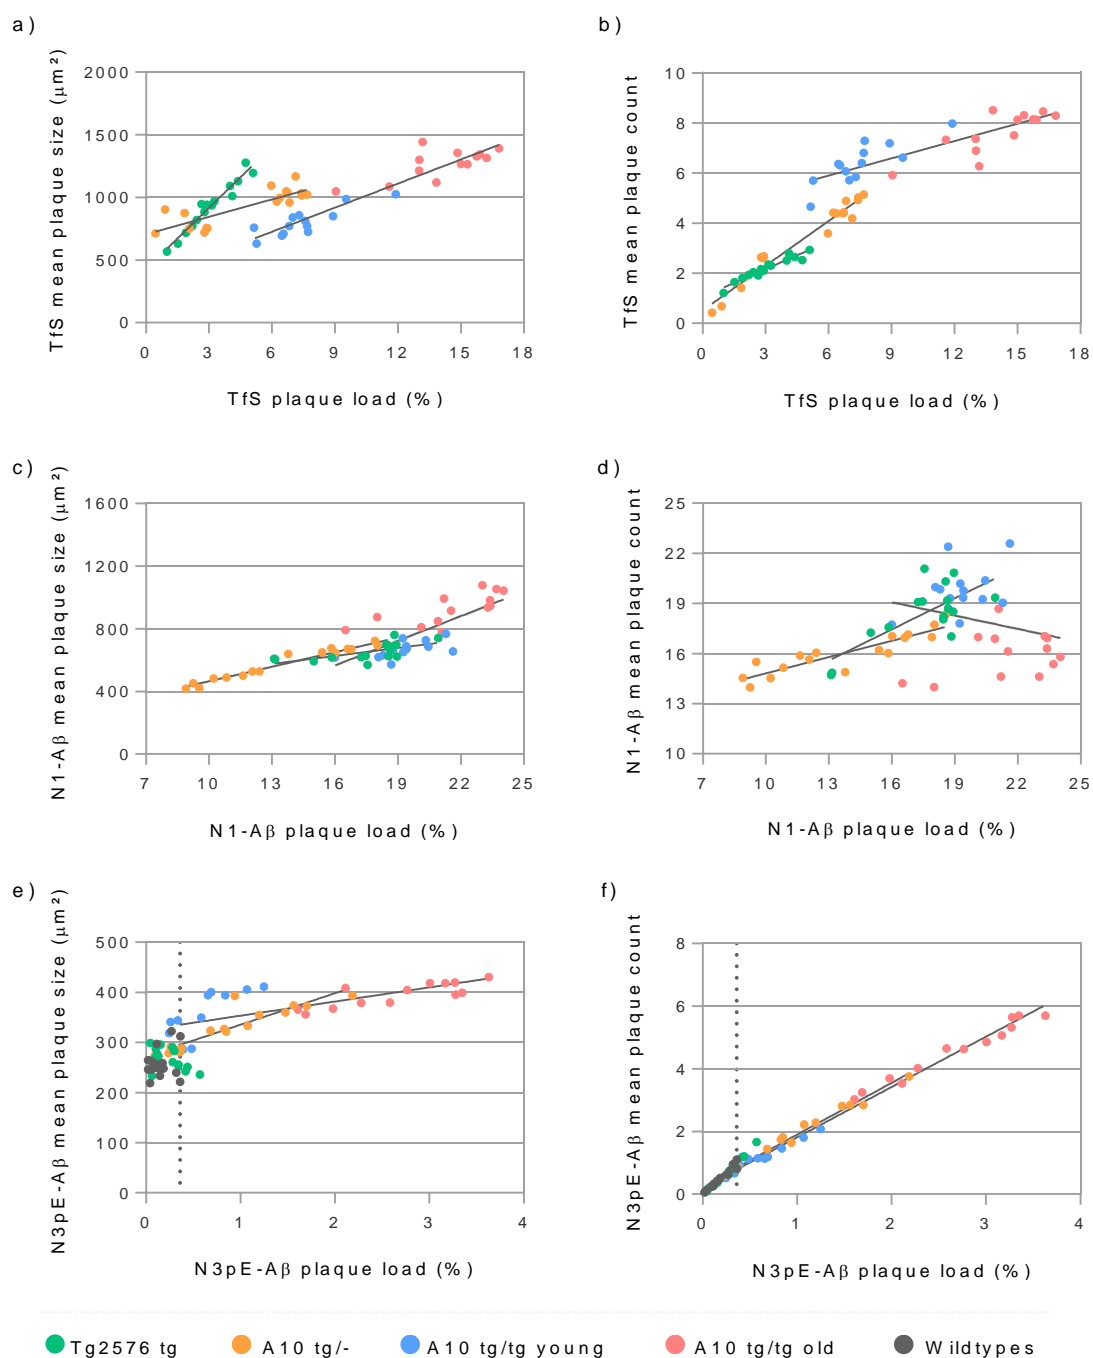 a)
TfS mean plaque size (μm²)
2000
1500
1000
500
0
0 3 6 9 12 15 18
TfS plaque load (%)
b)
TfS mean plaque count
10
8
6
4
2
0
0 3 6 9 12 15 18
TfS plaque load (%)
c)
N1-Aβ mean plaque size (μm²)
1600
1200
800
400
0
7 10 13 16 19 22 25
N1-Aβ plaque load (%)
d)
N1-Aβ mean plaque count
25
22
19
16
13
10
7 10 13 16 19 22 25
N1-Aβ plaque load (%)
e)
N3pE-Aβ mean plaque size (μm²)
500
400
300
200
100
0
0 1 2 3 4
N3pE-Aβ plaque load (%)
f)
N3pE-Aβ mean plaque count
8
6
4
2
0
0 1 2 3 4
N3pE-Aβ plaque load (%)
Tg2576 tg A10 tg/- A10 tg/tg young A10 tg/tg old Wildtypes